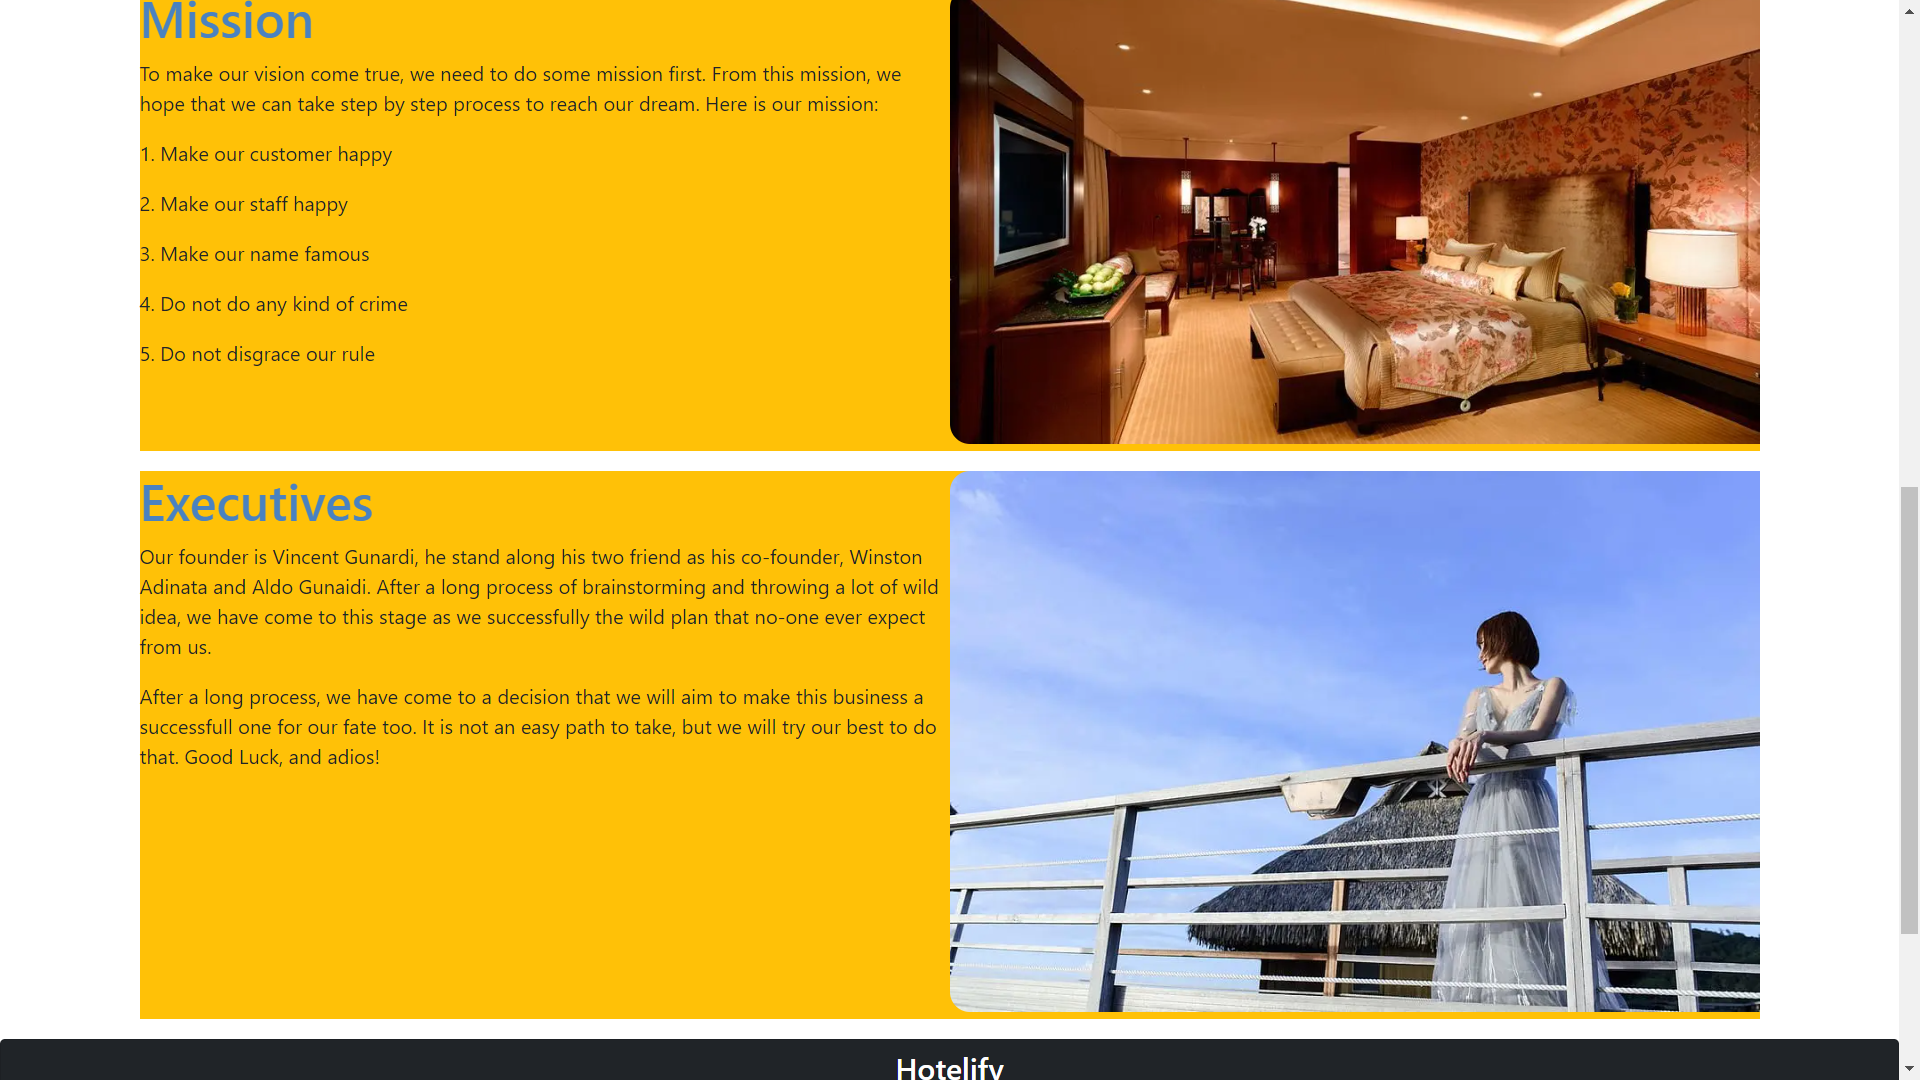 Mission
To make our vision come true, we need to do some mission first. From this mission, we
hope that we can take step by step process to reach our dream. Here is our mission:
1. Make our customer happy
2. Make our staff happy
3. Make our name famous
4. Do not do any kind of crime
5. Do not disgrace our rule
Executives
Our founder is Vincent Gunardi, he stand along his two friend as his co-founder, Winston
Adinata and Aldo Gunaidi. After a long process of brainstorming and throwing a lot of wild
idea, we have come to this stage as we successfully the wild plan that no-one ever expect
from us.
After a long process, we have come to a decision that we will aim to make this business a
successfull one for our fate too. It is not an easy path to take, but we will try our best to do
that. Good Luck, and adios!
Hotelify